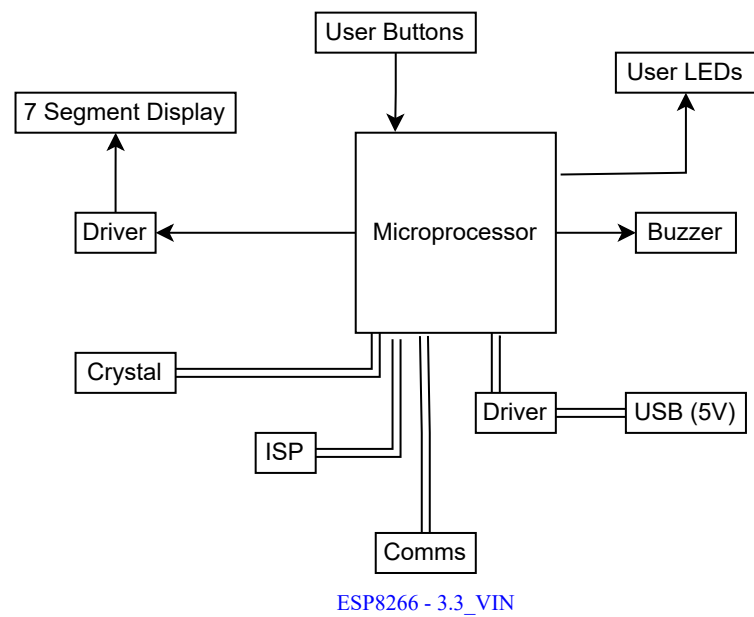 User Buttons
User LEDs
7 Segment Display
Driver
Microprocessor
Buzzer
Crystal
Driver
USB (5V)
ISP
Comms
ESP8266 - 3.3_VIN